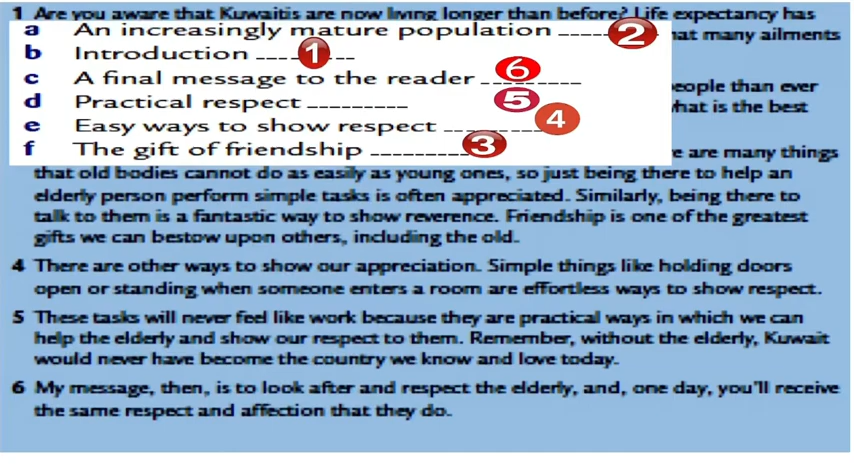 1 Are you aware that Kuwaitis are now living longer than before? Life expectancy has
a An increasingly mature population _____ 2
that many ailments
b Introduction _____ 1
c A final message to the reader _________ 6
people than ever
d Practical respect _________ 5
what is the best
e Easy ways to show respect _________ 4
f The gift of friendship _________ 3
are many things
that old bodies cannot do as easily as young ones, so just being there to help an
elderly person perform simple tasks is often appreciated. Similarly, being there to
talk to them is a fantastic way to show reverence. Friendship is one of the greatest
gifts we can bestow upon others, including the old.
4 There are other ways to show our appreciation. Simple things like holding doors
open or standing when someone enters a room are effortless ways to show respect.
5 These tasks will never feel like work because they are practical ways in which we can
help the elderly and show our respect to them. Remember, without the elderly, Kuwait
would never have become the country we know and love today.
6 My message, then, is to look after and respect the elderly, and, one day, you'll receive
the same respect and affection that they do.